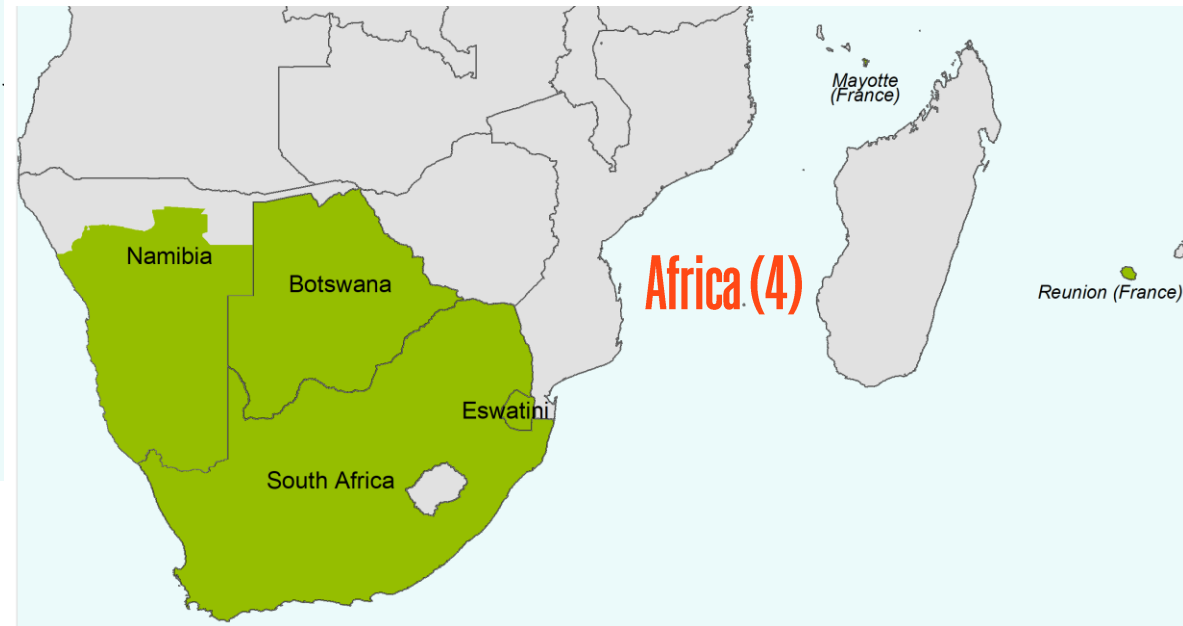 Mayotte
(France)
Namibia
Botswana
Africa (4)
Reunion (France)
Eswatini
South Africa